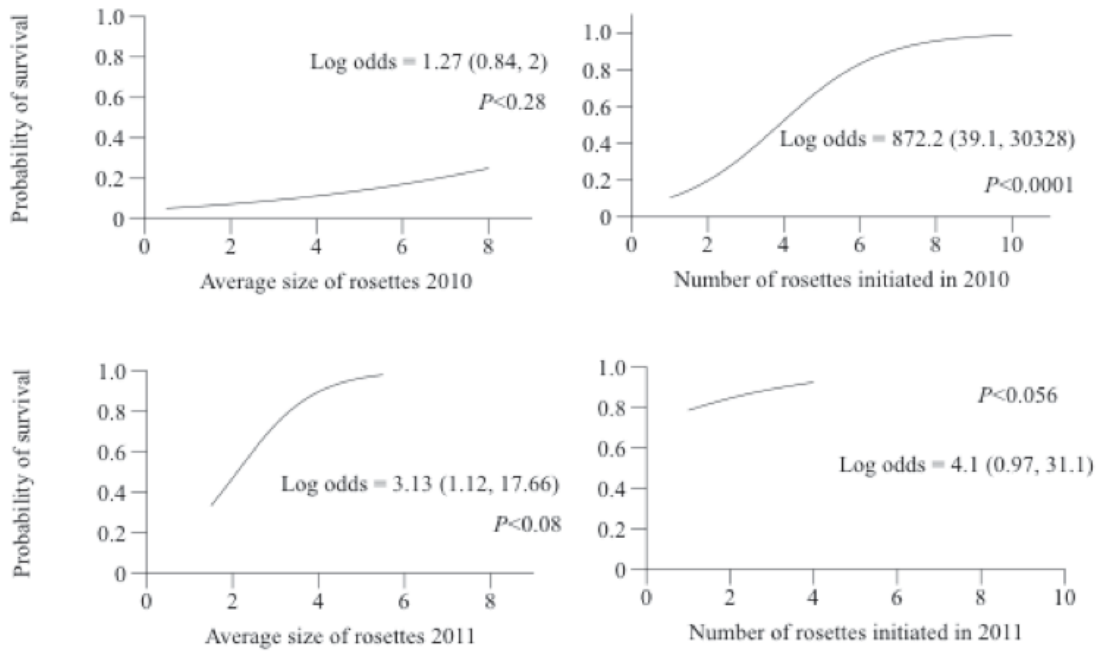 Probability of survival
1.0
0.8
0.6
0.4
0.2
0
Log odds = 1.27 (0.84, 2)
P<0.28
0 2 4 6 8
Average size of rosettes 2010
1.0
0.8
0.6
0.4
0.2
0
Log odds = 872.2 (39.1, 30328)
P<0.0001
0 2 4 6 8 10
Number of rosettes initiated in 2010
Probability of survival
1.0
0.8
0.6
0.4
0.2
0
Log odds = 3.13 (1.12, 17.66)
P<0.08
0 2 4 6 8
Average size of rosettes 2011
1.0
0.8
0.6
0.4
0.2
0
P<0.056
Log odds = 4.1 (0.97, 31.1)
0 2 4 6 8 10
Number of rosettes initiated in 2011